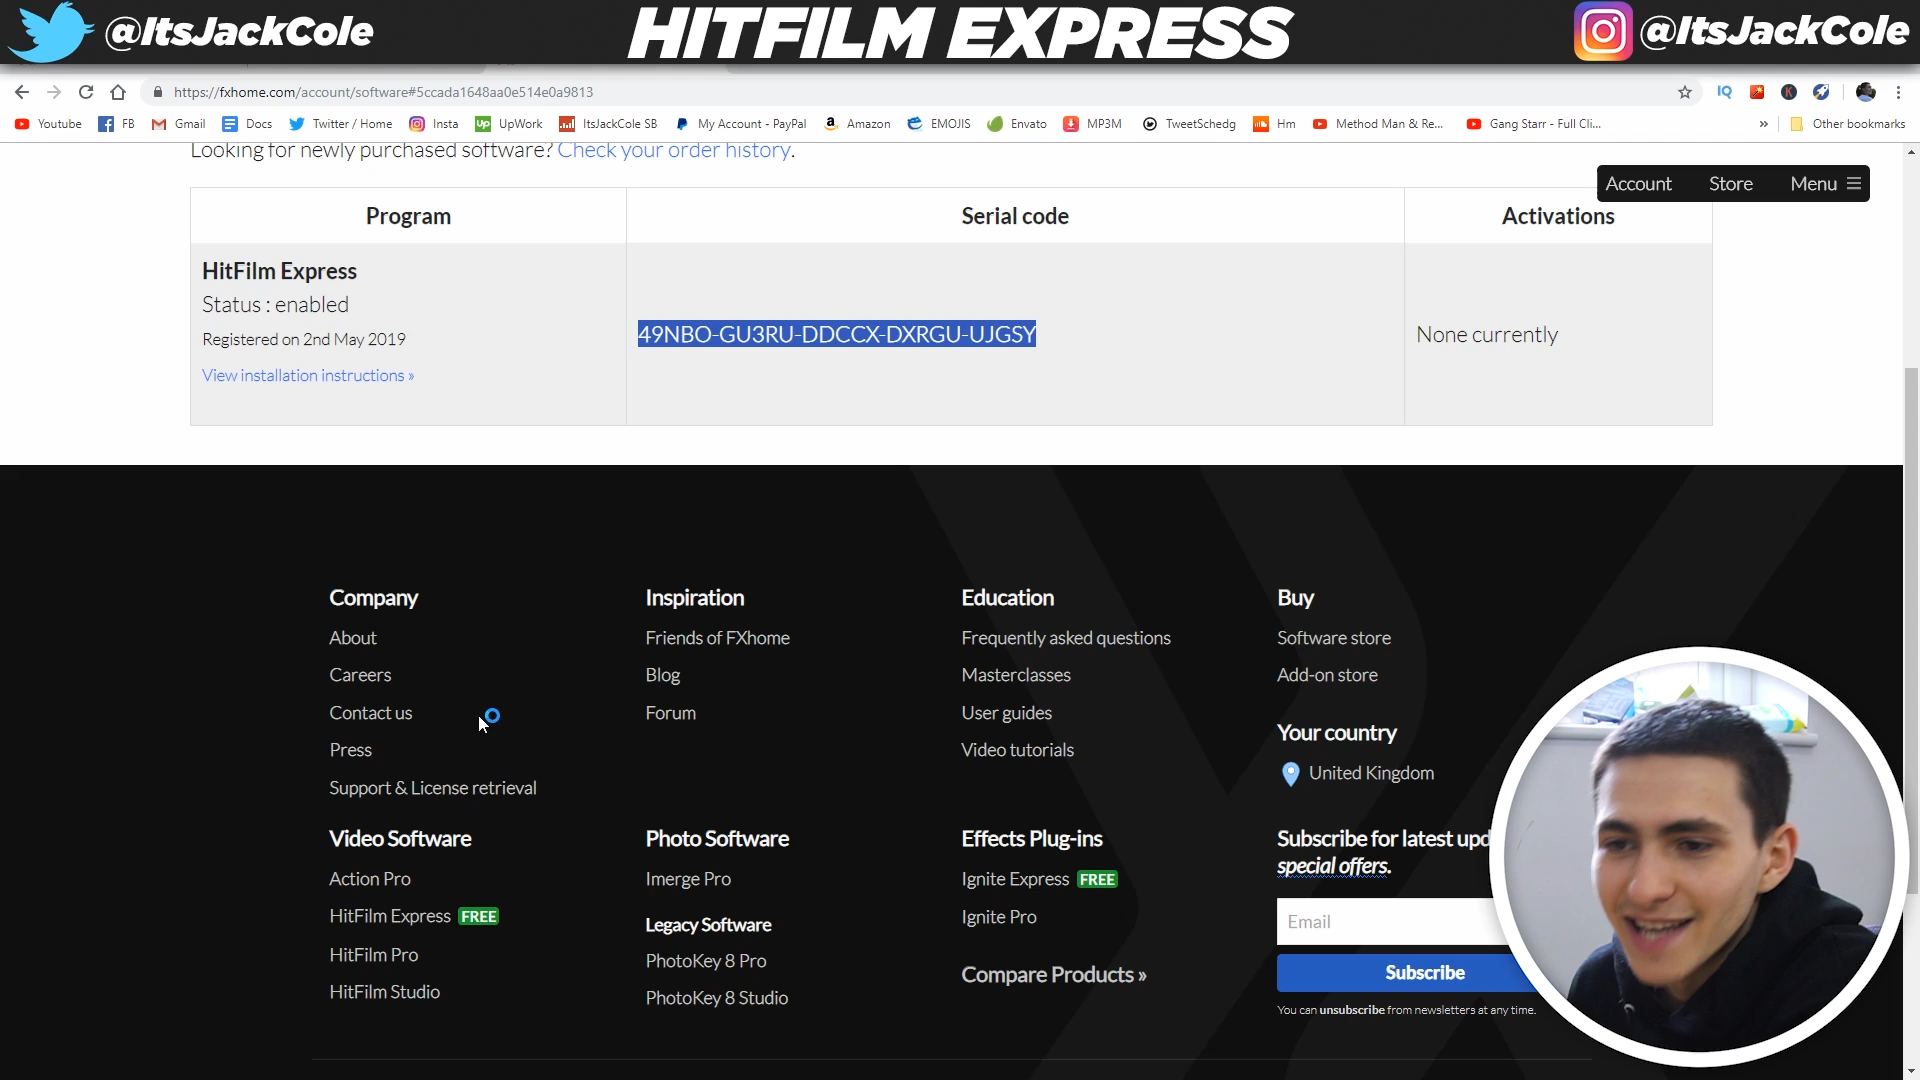 @ItsJackCole HITFILM EXPRESS @ItsJackCole
https://fxhome.com/account/software#5ccada1648aa0e514e0a9813
Youtube FB Gmail Docs Twitter / Home Insta UpWork ItsJackCole SB My Account - PayPal Amazon EMOJIS Envato MP3M TweetSchedg Hm Method Man & Re... Gang Starr - Full Cli... » Other bookmarks
Looking for newly purchased software? Check your order history.
Account Store Menu
Program Serial code Activations
HitFilm Express
Status : enabled
Registered on 2nd May 2019
View installation instructions »
49NBO-GU3RU-DDCCX-DXRGU-UJGSY
None currently
Company Inspiration Education Buy
About Friends of FXhome Frequently asked questions Software store
Careers Blog Masterclasses Add-on store
Contact us Forum User guides
Your country
Press Video tutorials
United Kingdom
Support & License retrieval
Video Software Photo Software Effects Plug-ins Subscribe for latest
special offers.
Action Pro Imerge Pro Ignite Express FREE
HitFilm Express FREE Legacy Software Ignite Pro Email
HitFilm Pro PhotoKey 8 Pro Compare Products » Subscribe
HitFilm Studio PhotoKey 8 Studio
You can unsubscribe from newsletters at any time.